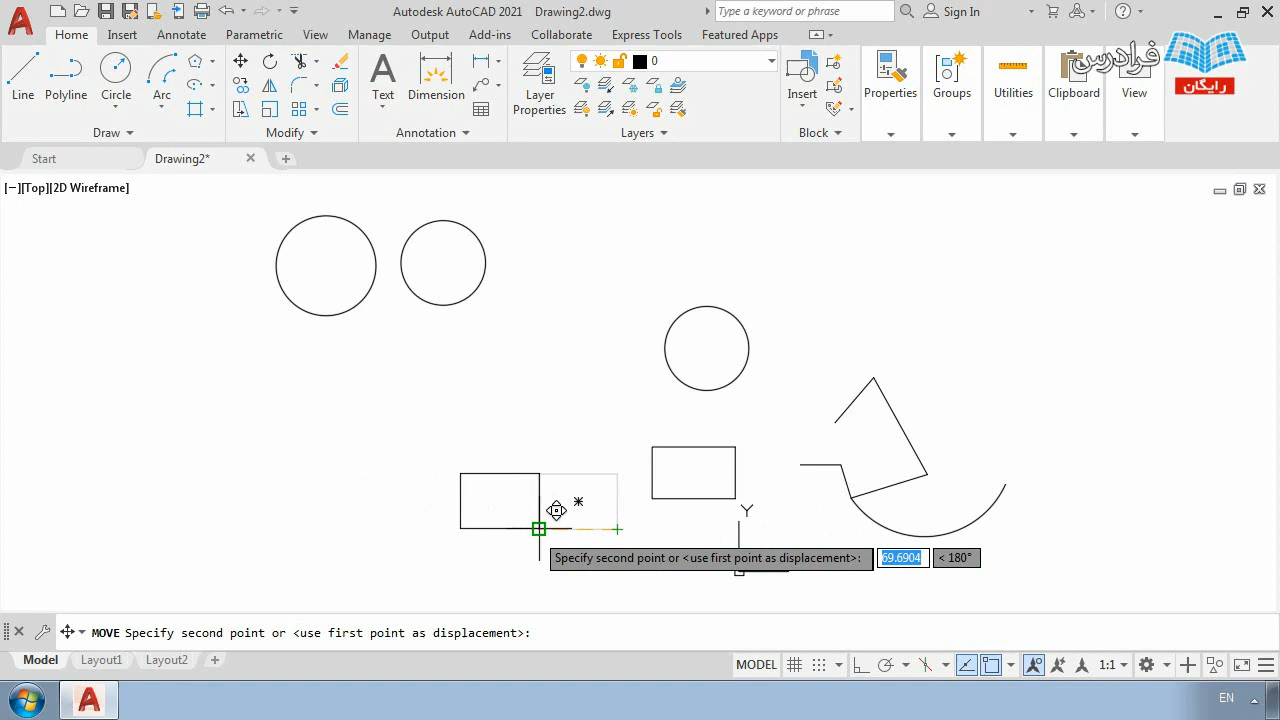 Autodesk AutoCAD 2021 Drawing2.dwg
Type a keyword or phrase
Sign In
Home Insert Annotate Parametric View Manage Output Add-ins Collaborate Express Tools Featured Apps
فرادرس
رایگان
0
Line Polyline Circle Arc
Text Dimension
Layer
Properties
Insert
Properties
Groups
Utilities
Clipboard
View
Draw Modify Annotation Layers Block
Start Drawing2*
[−][Top][2D Wireframe]
Y
Specify second point or <use first point as displacement>: 69.6904 < 180°
MOVE Specify second point or <use first point as displacement>:
Model Layout1 Layout2
MODEL 1:1
EN